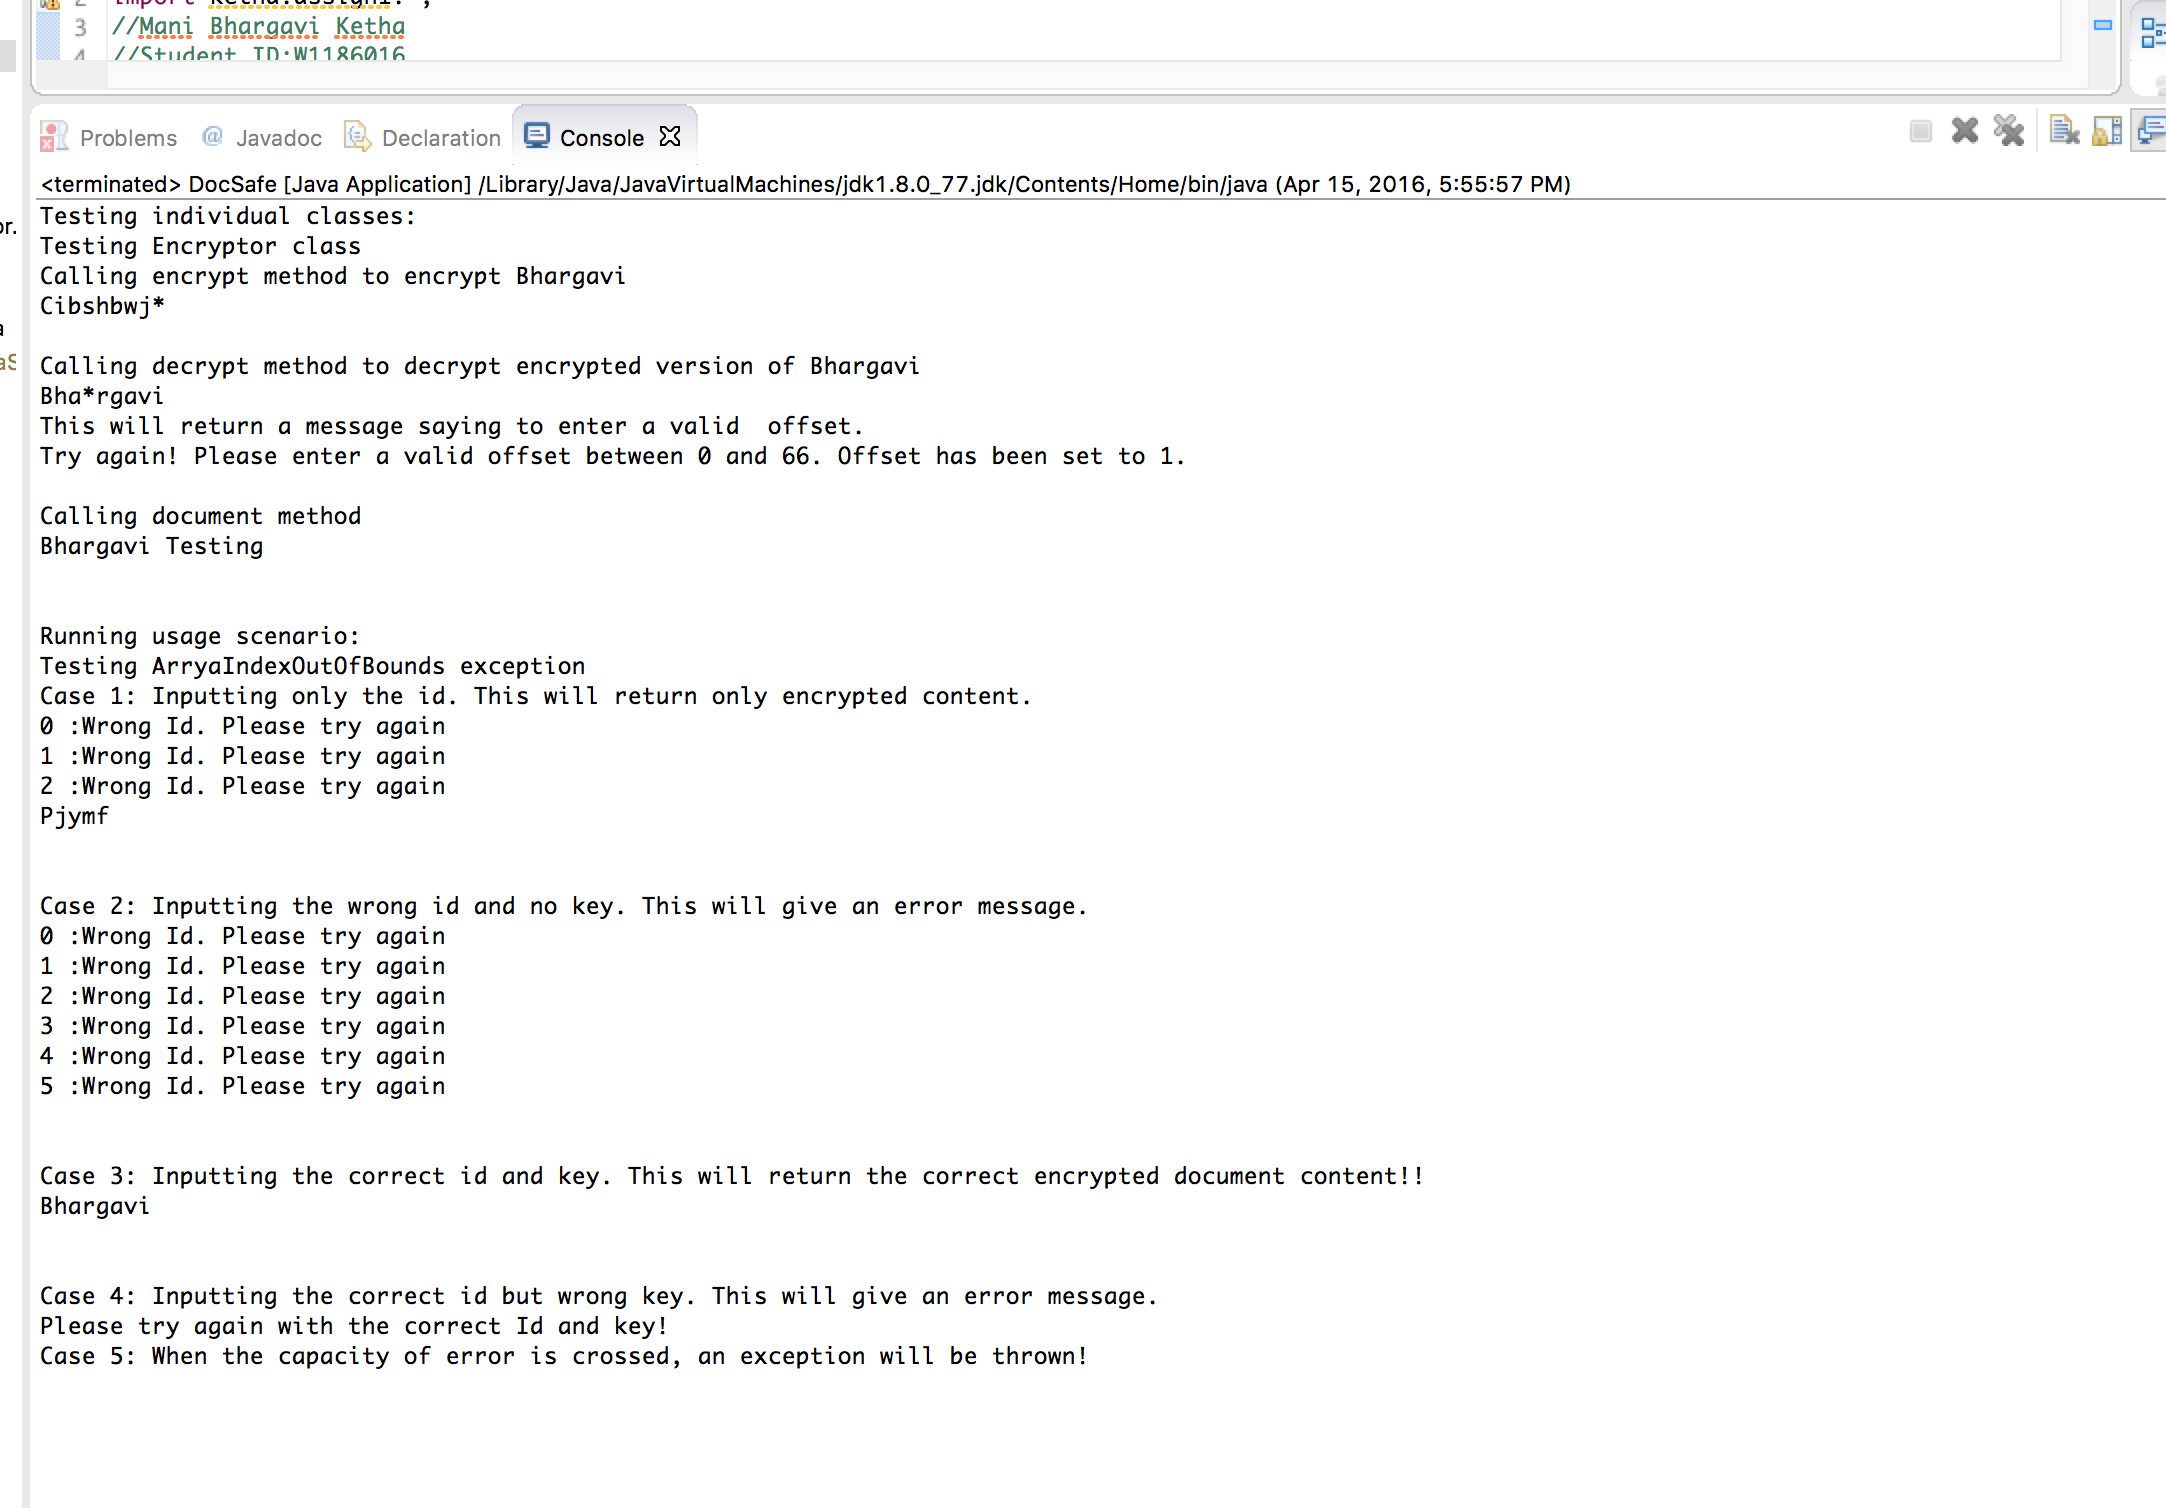 2 import
3 //Mani Bhargavi Ketha
4 //Student ID:W1186016
Problems @ Javadoc Declaration Console
<terminated> DocSafe [Java Application] /Library/Java/JavaVirtualMachines/jdk1.8.0_77.jdk/Contents/Home/bin/java (Apr 15, 2016, 5:55:57 PM)
Testing individual classes:
Testing Encryptor class
Calling encrypt method to encrypt Bhargavi
Cibshbwj*
Calling decrypt method to decrypt encrypted version of Bhargavi
Bha*rgavi
This will return a message saying to enter a valid  offset.
Try again! Please enter a valid offset between 0 and 66. Offset has been set to 1.
Calling document method
Bhargavi Testing
Running usage scenario:
Testing ArryaIndexOutOfBounds exception
Case 1: Inputting only the id. This will return only encrypted content.
0 :Wrong Id. Please try again
1 :Wrong Id. Please try again
2 :Wrong Id. Please try again
Pjymf
Case 2: Inputting the wrong id and no key. This will give an error message.
0 :Wrong Id. Please try again
1 :Wrong Id. Please try again
2 :Wrong Id. Please try again
3 :Wrong Id. Please try again
4 :Wrong Id. Please try again
5 :Wrong Id. Please try again
Case 3: Inputting the correct id and key. This will return the correct encrypted document content!!
Bhargavi
Case 4: Inputting the correct id but wrong key. This will give an error message.
Please try again with the correct Id and key!
Case 5: When the capacity of error is crossed, an exception will be thrown!